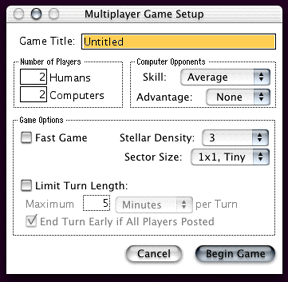 Multiplayer Game Setup
Game Title: Untitled
Number of Players
2 Humans
2 Computers
Computer Opponents
Skill: Average
Advantage: None
Game Options
Fast Game
Stellar Density: 3
Sector Size: 1x1, Tiny
Limit Turn Length:
Maximum 5 Minutes per Turn
End Turn Early if All Players Posted
Cancel
Begin Game